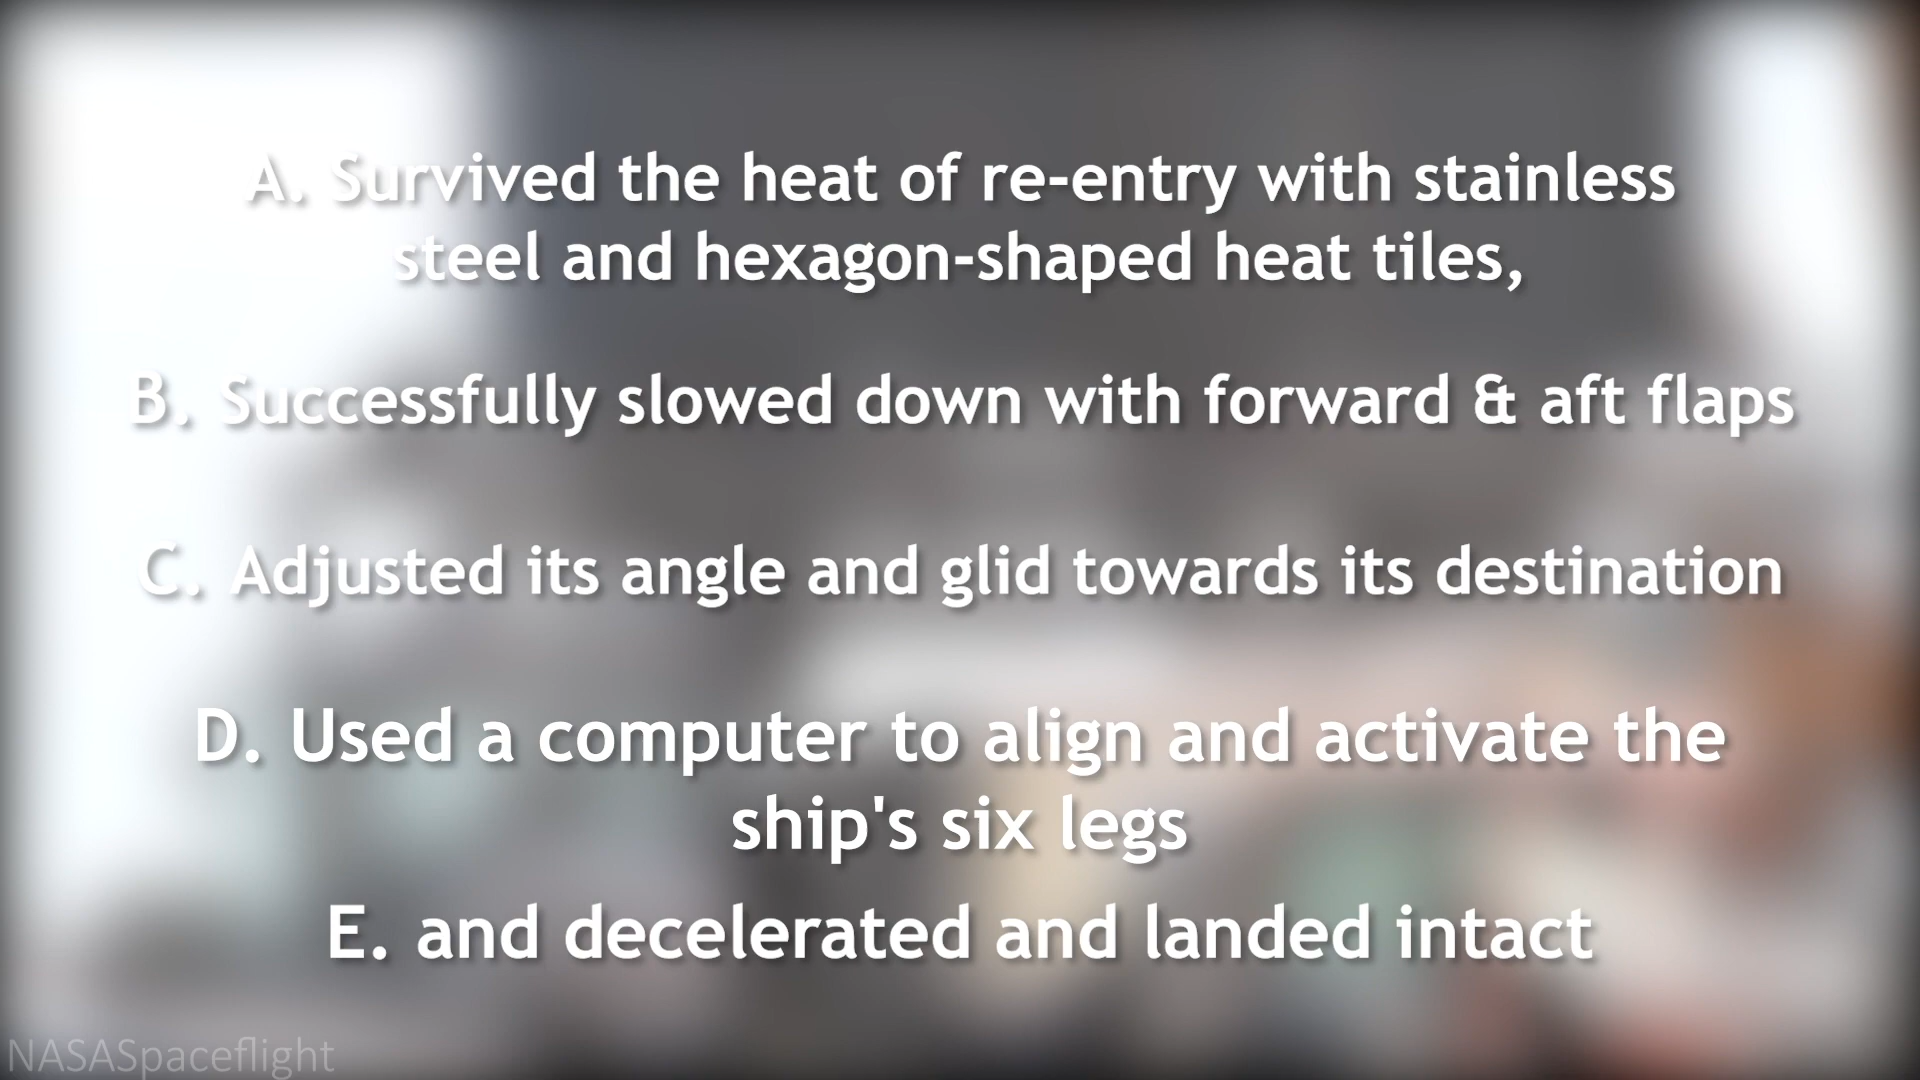 A. Survived the heat of re-entry with stainless
steel and hexagon-shaped heat tiles,
B. Successfully slowed down with forward & aft flaps
C. Adjusted its angle and glid towards its destination
D. Used a computer to align and activate the
ship's six legs
E. and decelerated and landed intact
NASASpaceflight